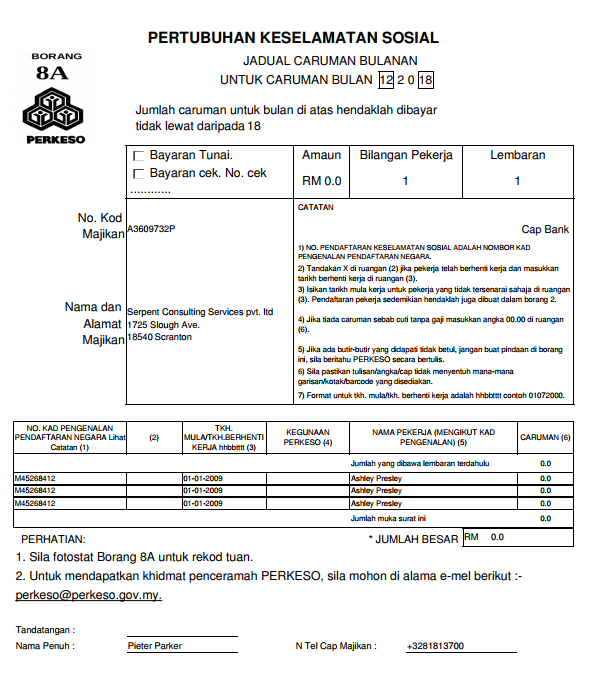 PERTUBUHAN KESELAMATAN SOSIAL
BORANG
8A
PERKESO
JADUAL CARUMAN BULANAN
UNTUK CARUMAN BULAN 12 2 0 18
Jumlah caruman untuk bulan di atas hendaklah dibayar
tidak lewat daripada 18
Bayaran Tunai.
Bayaran cek. No. cek
............
Amaun
RM 0.0
Bilangan Pekerja
1
Lembaran
1
No. Kod
Majikan
A3609732P
Nama dan
Alamat
Majikan
Serpent Consulting Services pvt. ltd
1725 Slough Ave.
18540 Scranton
CATATAN
Cap Bank
1) NO. PENDAFTARAN KESELAMATAN SOSIAL ADALAH NOMBOR KAD
PENGENALAN PENDAFTARAN NEGARA.
2) Tandakan X di ruangan (2) jika pekerja telah berhenti kerja dan masukkan
tarikh berhenti kerja di ruangan (3).
3) Isikan tarikh mula kerja untuk pekerja yang tidak tersenarai sahaja di ruangan
(3). Pendaftaran pekerja sedemikian hendaklah juga dibuat dalam borang 2.
4) Jika tiada caruman sebab cuti tanpa gaji masukkan angka 00.00 di ruangan
(6).
5) Jika ada butir-butir yang didapati tidak betul, jangan buat pindaan di borang
ini, sila beritahu PERKESO secara bertulis.
6) Sila pastikan tulisan/angka/cap tidak menyentuh mana-mana
garisan/kotak/barcode yang disediakan.
7) Format untuk tkh. mula/tkh. berhenti kerja adalah hhbbtttt contoh 01072000.
NO. KAD PENGENALAN
PENDAFTARAN NEGARA Lihat
Catatan (1)
(2)
TKH.
MULA/TKH.BERHENTI
KERJA hhbbtttt (3)
KEGUNAAN
PERKESO (4)
NAMA PEKERJA (MENGIKUT KAD
PENGENALAN) (5)
CARUMAN (6)
Jumlah yang dibawa lembaran terdahulu 0.0
M45268412 01-01-2009 Ashley Presley 0.0
M45268412 01-01-2009 Ashley Presley 0.0
M45268412 01-01-2009 Ashley Presley 0.0
Jumlah muka surat ini 0.0
PERHATIAN: * JUMLAH BESAR RM 0.0
1. Sila fotostat Borang 8A untuk rekod tuan.
2. Untuk mendapatkan khidmat penceramah PERKESO, sila mohon di alama e-mel berikut :-
perkeso@perkeso.gov.my.
Tandatangan :
Nama Penuh : Pieter Parker N Tel Cap Majikan : +3281813700